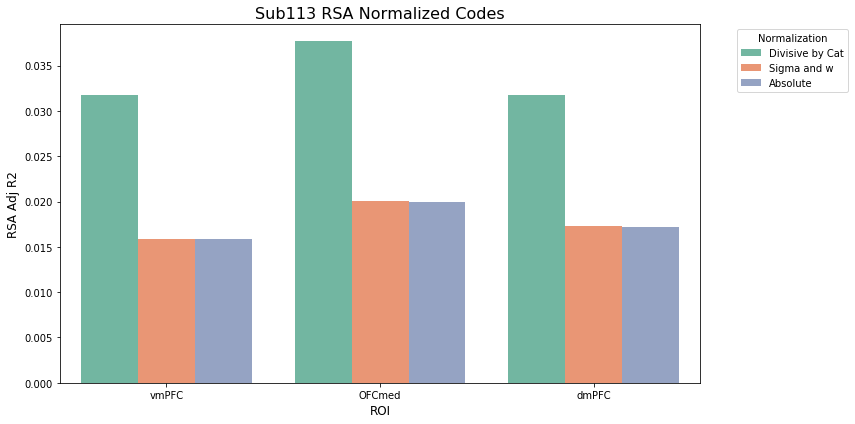 Sub113 RSA Normalized Codes
Normalization
Divisive by Cat
Sigma and w
Absolute
RSA Adj R2
0.035
0.030
0.025
0.020
0.015
0.010
0.005
0.000
vmPFC
OFCmed
dmPFC
ROI